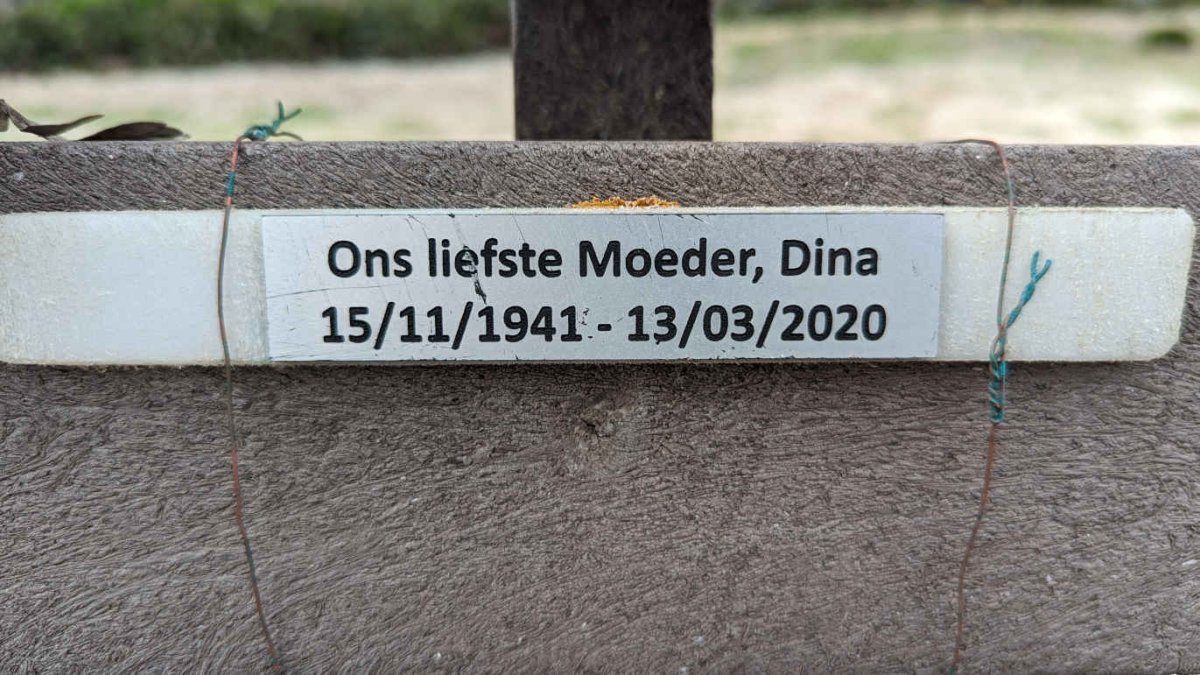 Ons liefste Moeder, Dina
15/11/1941 - 13/03/2020